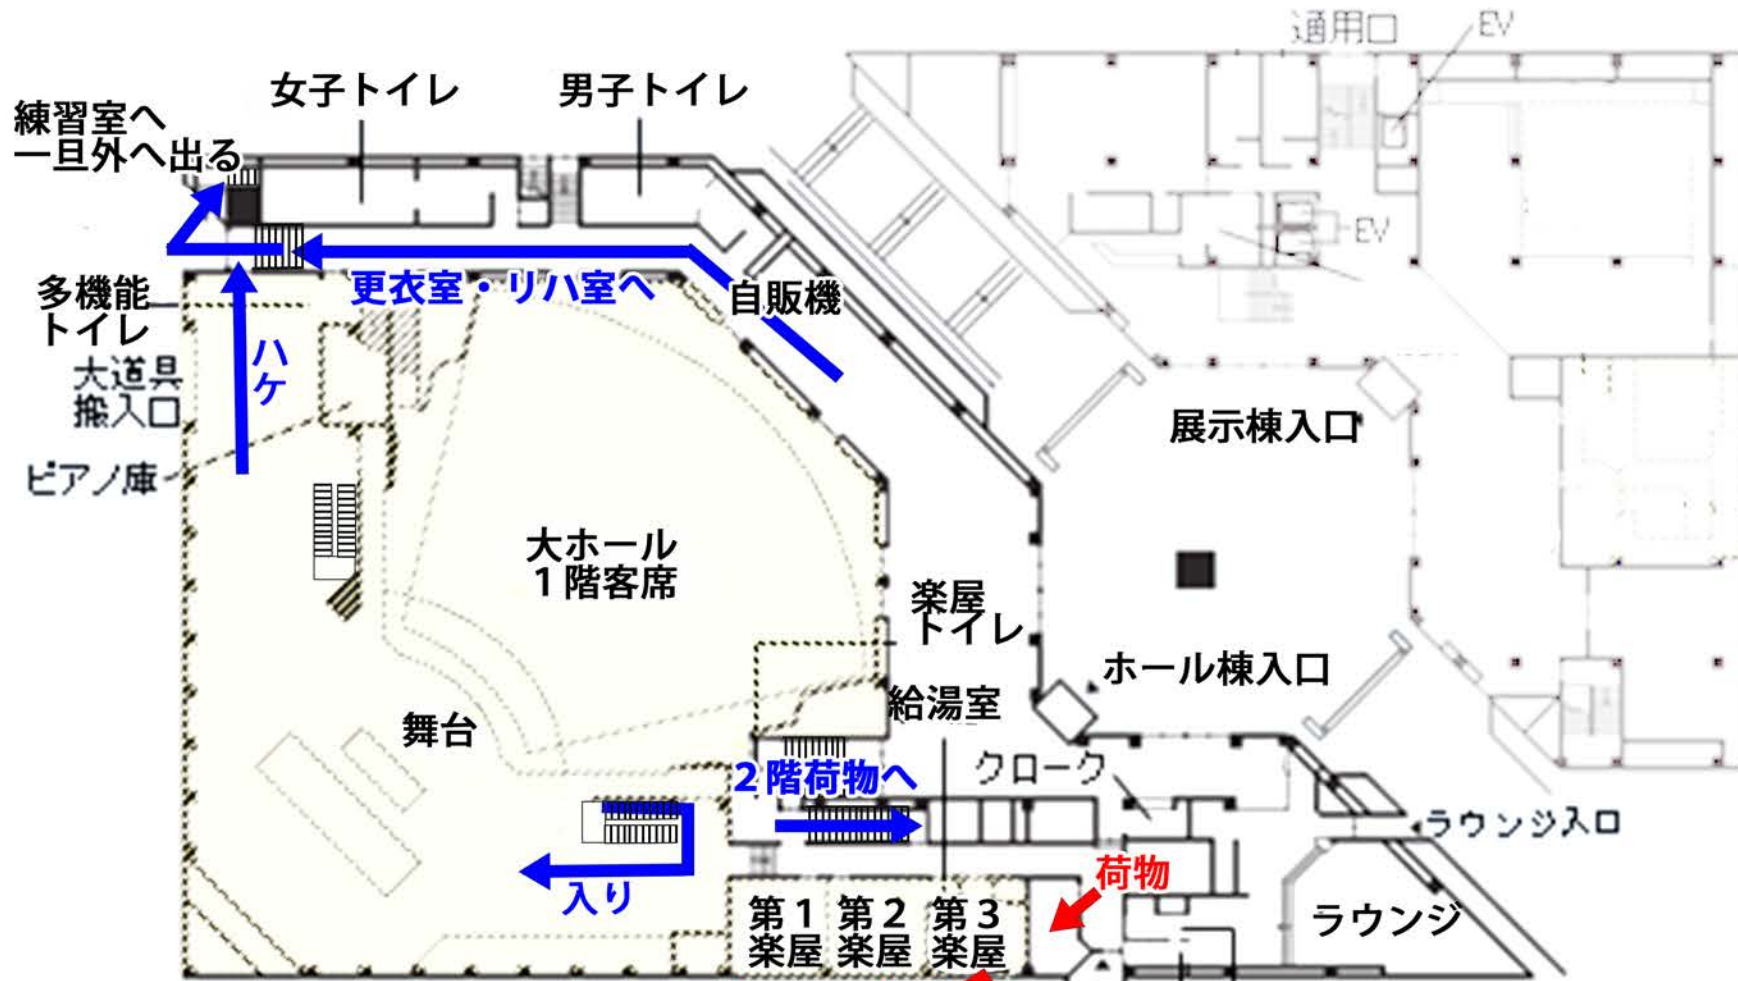 通用口
EV
女子トイレ
男子トイレ
練習室へ
一旦外へ出る
EV
多機能
トイレ
更衣室・リハ室へ
自販機
ハケ
大道具
搬入口
ピアノ庫
展示棟入口
大ホール
1階客席
楽屋
トイレ
ホール棟入口
給湯室
舞台
クローク
2階荷物へ
ラウンジ入口
荷物
入り
第1
楽屋
第2
楽屋
第3
楽屋
ラウンジ